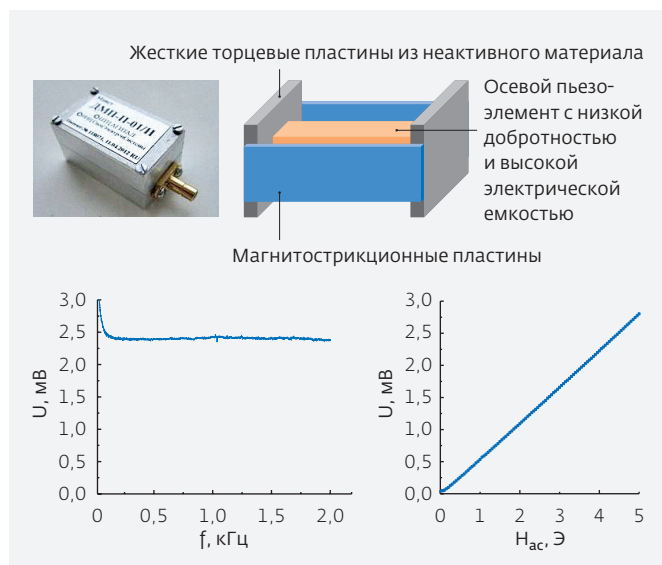 Жесткие торцевые пластины из неактивного материала
ДМП-П-01/И
Осевой пьезо-
элемент с низкой
добротностью
и высокой
электрической
емкостью
Магнитострикционные пластины
3,0
2,5
2,0
1,5
1,0
0,5
0,0
U, мВ
0 0,5 1,0 1,5 2,0
f, кГц
3,0
2,5
2,0
1,5
1,0
0,5
0,0
U, мВ
0 1 2 3 4 5
Hac, Э